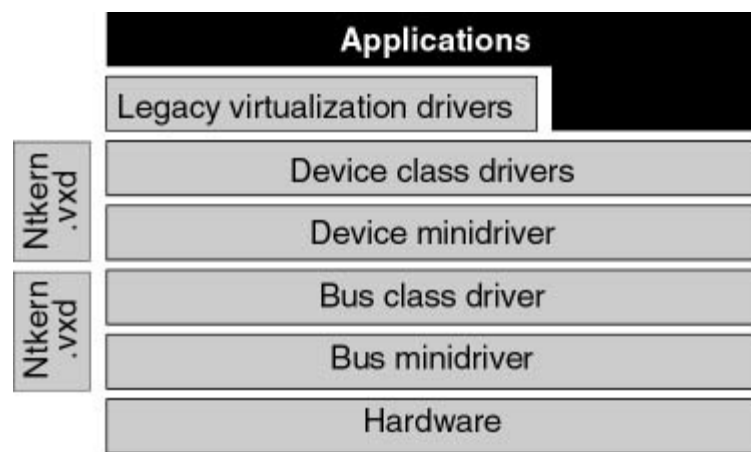 Applications
Legacy virtualization drivers
Ntkern
.vxd
Device class drivers
Device minidriver
Ntkern
.vxd
Bus class driver
Bus minidriver
Hardware